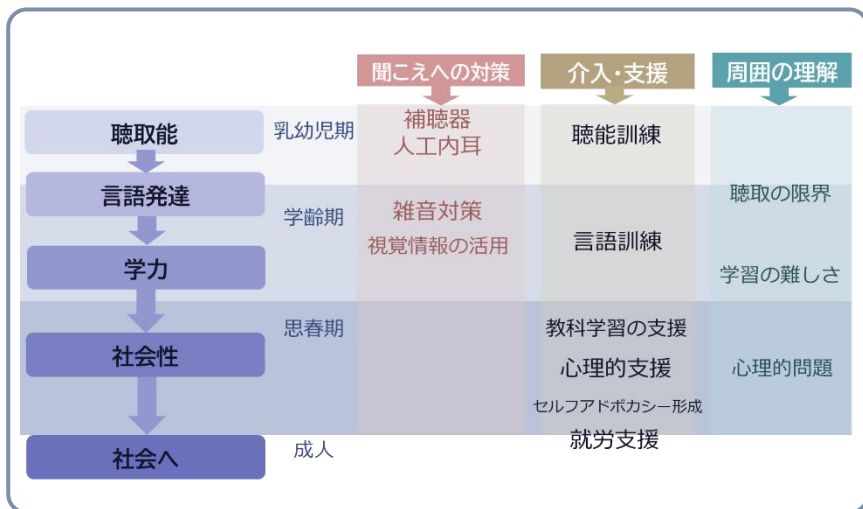 聞こえへの対策
介入・支援
周囲の理解
聴取能
乳幼児期
補聴器
人工内耳
聴能訓練
言語発達
学齢期
雑音対策
視覚情報の活用
言語訓練
聴取の限界
学力
学習の難しさ
思春期
教科学習の支援
社会性
心理的支援
心理的問題
セルフアドボカシー形成
就労支援
社会へ
成人